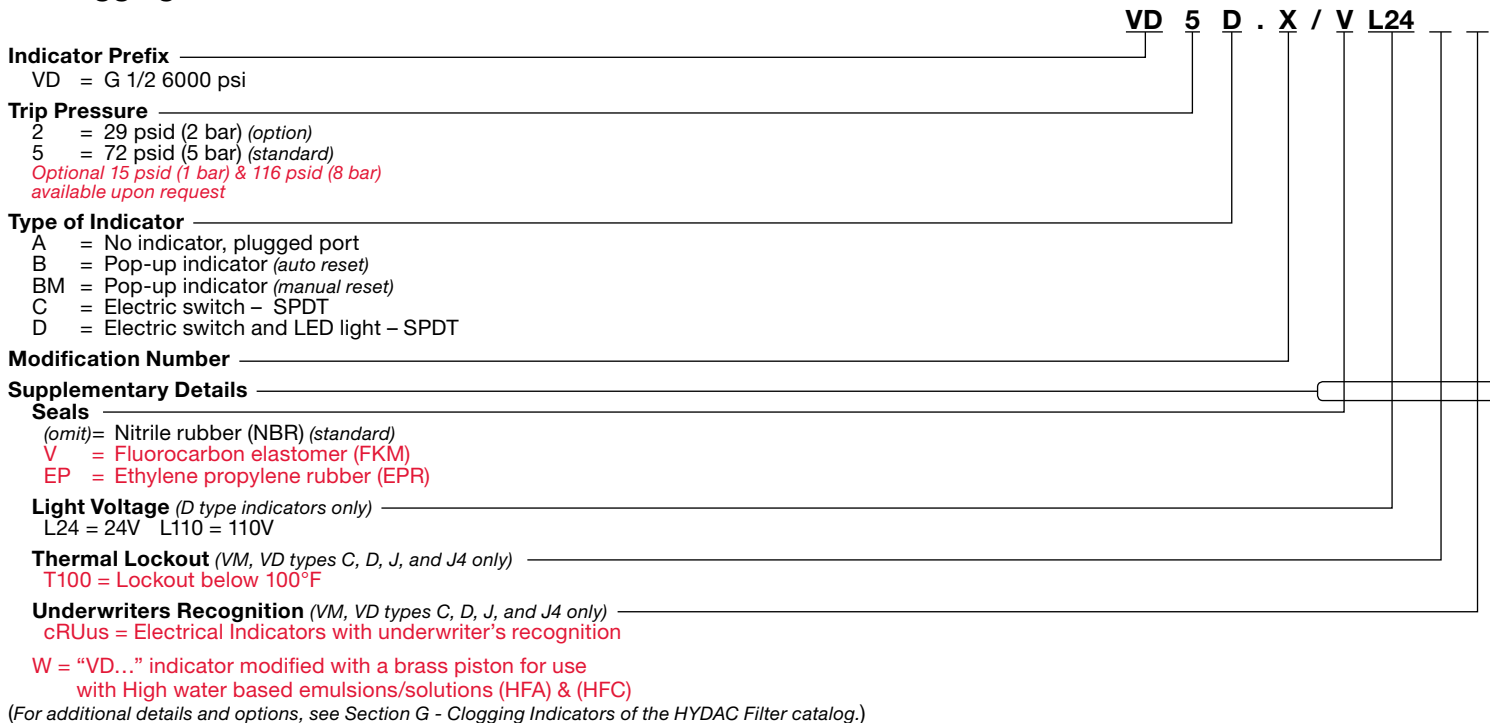 VD 5 D . X / V L24
Indicator Prefix
VD = G 1/2 6000 psi
Trip Pressure
2 = 29 psid (2 bar) (option)
5 = 72 psid (5 bar) (standard)
Optional 15 psid (1 bar) & 116 psid (8 bar)
available upon request
Type of Indicator
A = No indicator, plugged port
B = Pop-up indicator (auto reset)
BM = Pop-up indicator (manual reset)
C = Electric switch – SPDT
D = Electric switch and LED light – SPDT
Modification Number
Supplementary Details
Seals
(omit)= Nitrile rubber (NBR) (standard)
V = Fluorocarbon elastomer (FKM)
EP = Ethylene propylene rubber (EPR)
Light Voltage (D type indicators only)
L24 = 24V L110 = 110V
Thermal Lockout (VM, VD types C, D, J, and J4 only)
T100 = Lockout below 100°F
Underwriters Recognition (VM, VD types C, D, J, and J4 only)
cRUus = Electrical Indicators with underwriter’s recognition
W = “VD…” indicator modified with a brass piston for use
with High water based emulsions/solutions (HFA) & (HFC)
(For additional details and options, see Section G - Clogging Indicators of the HYDAC Filter catalog.)